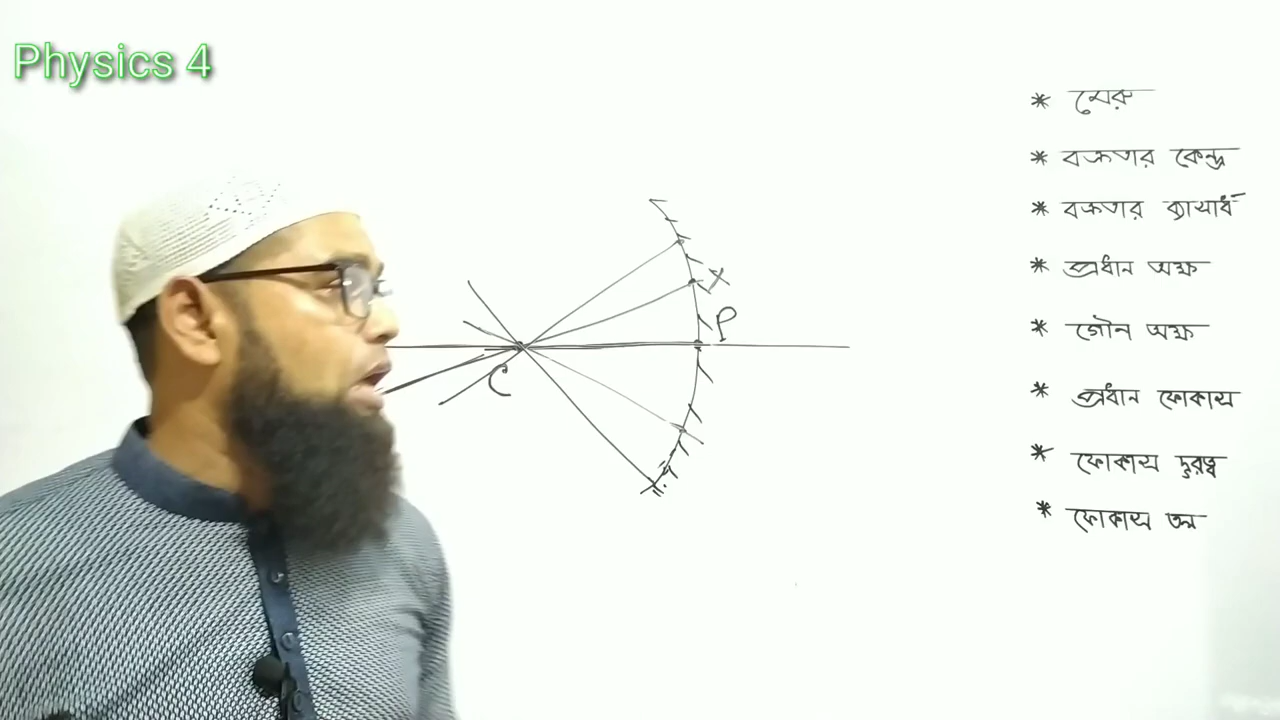 Physics 4
* মেরু
* বক্রতার কেন্দ্র
* বক্রতার ব্যাসার্ধ
* প্রধান অক্ষ
* গৌন অক্ষ
* প্রধান ফোকাস
* ফোকাস দূরত্ব
* ফোকাস তল
X
P
C